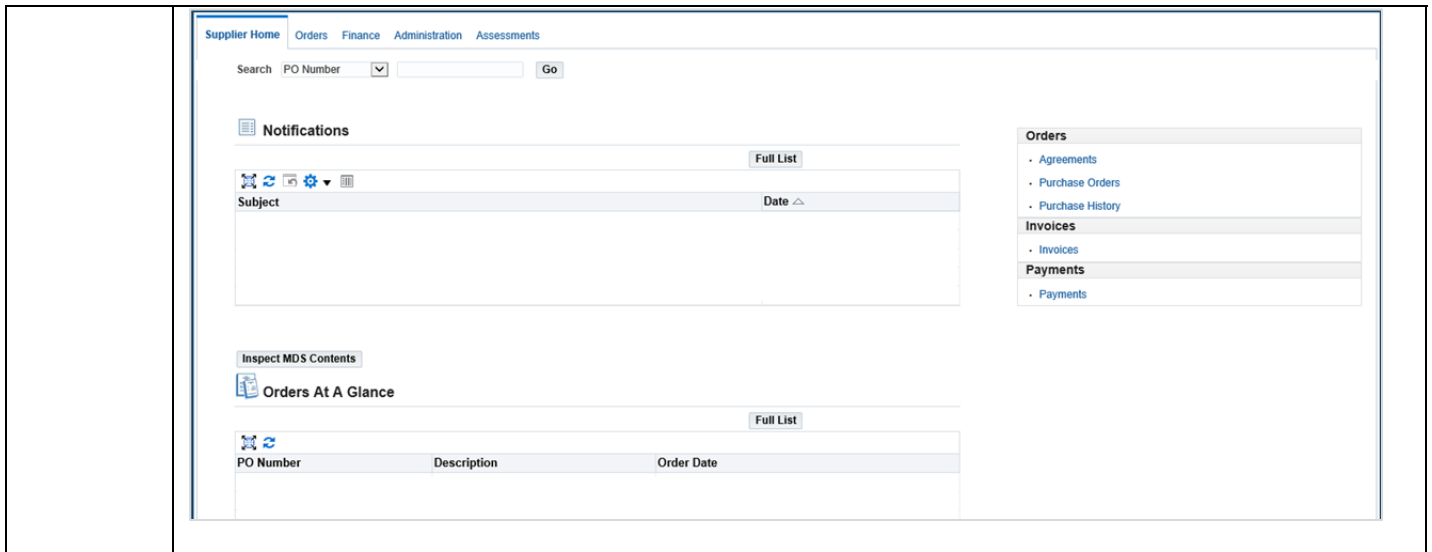 Supplier Home Orders Finance Administration Assessments
Search PO Number Go
Notifications
Full List
Subject Date
Orders
Agreements
Purchase Orders
Purchase History
Invoices
Invoices
Payments
Payments
Inspect MDS Contents
Orders At A Glance
Full List
PO Number Description Order Date